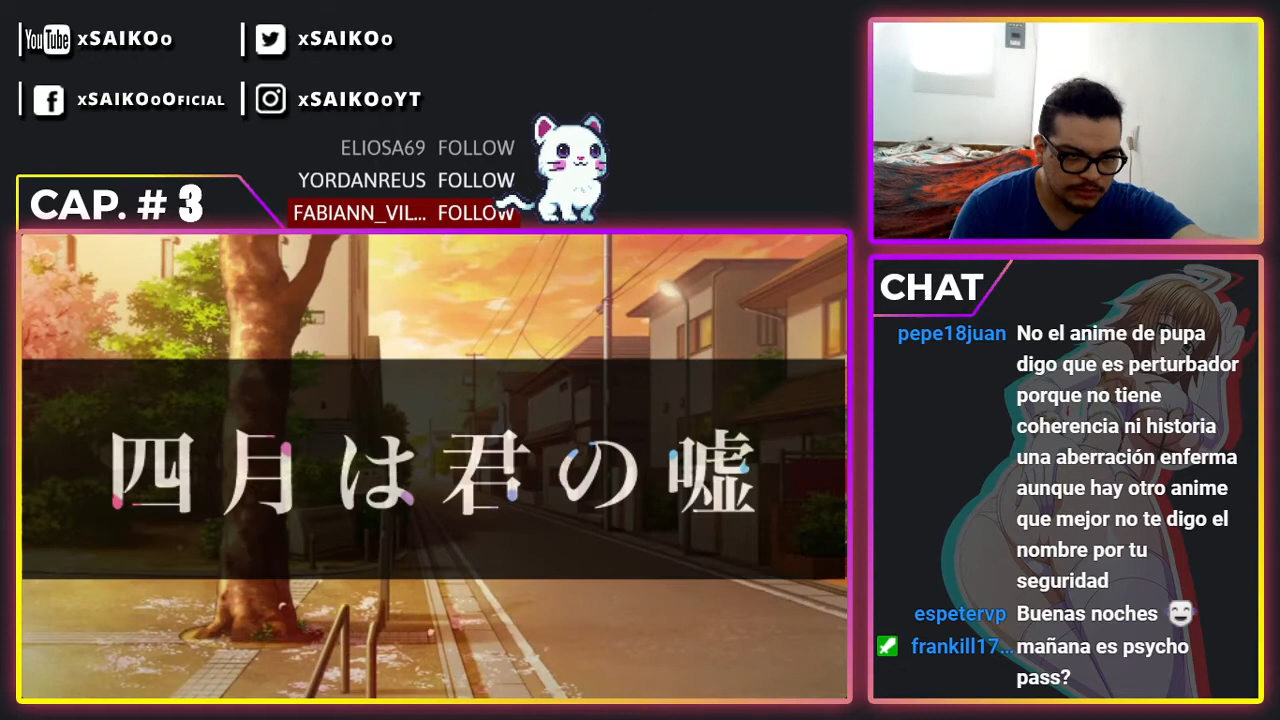 YouTube xSAIKOo
xSAIKOo
xSAIKOoOficial
xSAIKOoYT
ELIOSA69 FOLLOW
YORDANREUS FOLLOW
FABIANN_VIL... FOLLOW
CAP. # 3
四月は君の嘘
CHAT
pepe18juan No el anime de pupa
digo que es perturbador
porque no tiene
coherencia ni historia
una aberración enferma
aunque hay otro anime
que mejor no te digo el
nombre por tu
seguridad
espetervp Buenas noches
frankill17... mañana es psycho
pass?